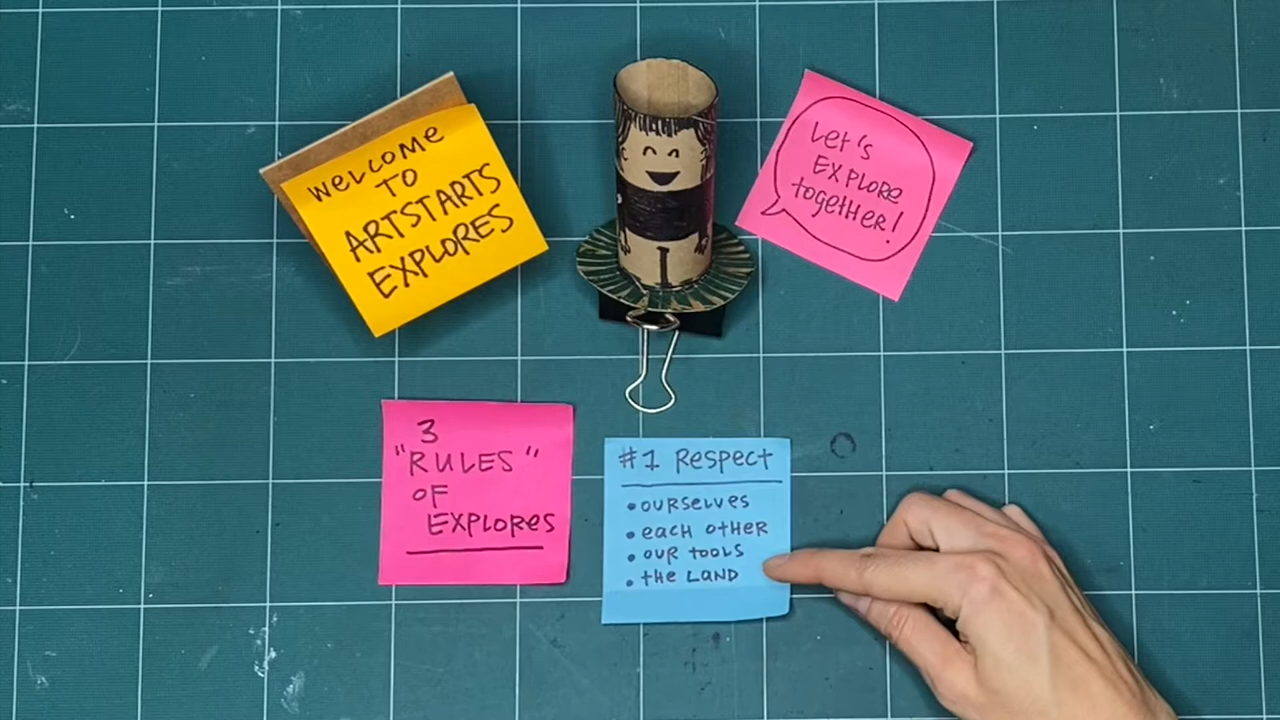 WELCOME
TO
ARTSTARTS
EXPLORES
Let's
EXPLORE
together!
3
"RULES"
OF
EXPLORES
#1 Respect
• OURSELVES
• EACH OTHER
• OUR TOOLS
• THE LAND